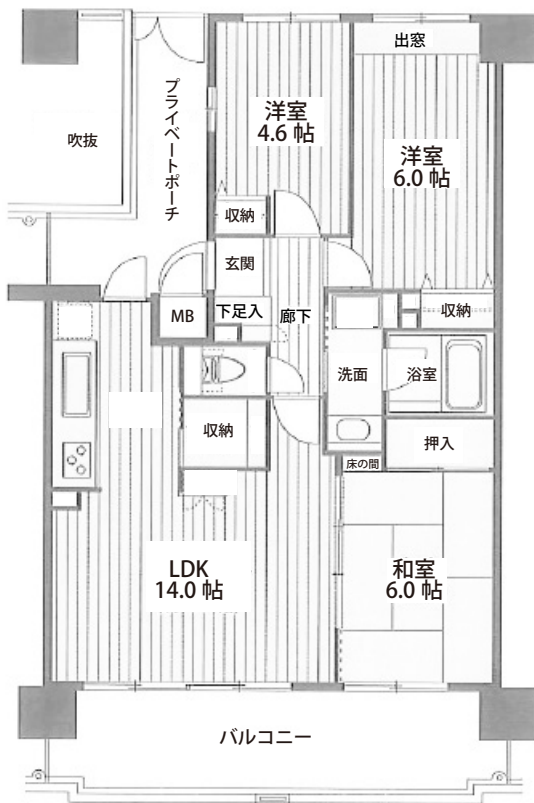 出窓
プライベートポーチ
洋室
4.6 帖
吹抜
洋室
6.0 帖
収納
玄関
MB
下足入
廊下
収納
洗面
浴室
収納
押入
床の間
LDK
14.0 帖
和室
6.0 帖
バルコニー